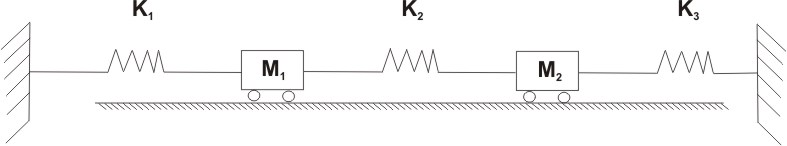 K₁ K₂ K₃
M₁ M₂